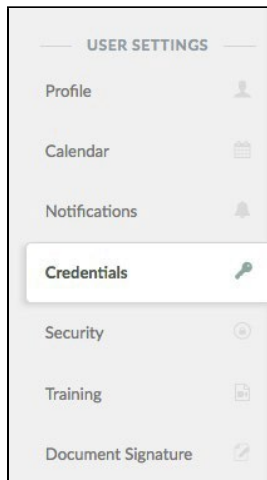 USER SETTINGS
Profile
Calendar
Notifications
Credentials
Security
Training
Document Signature